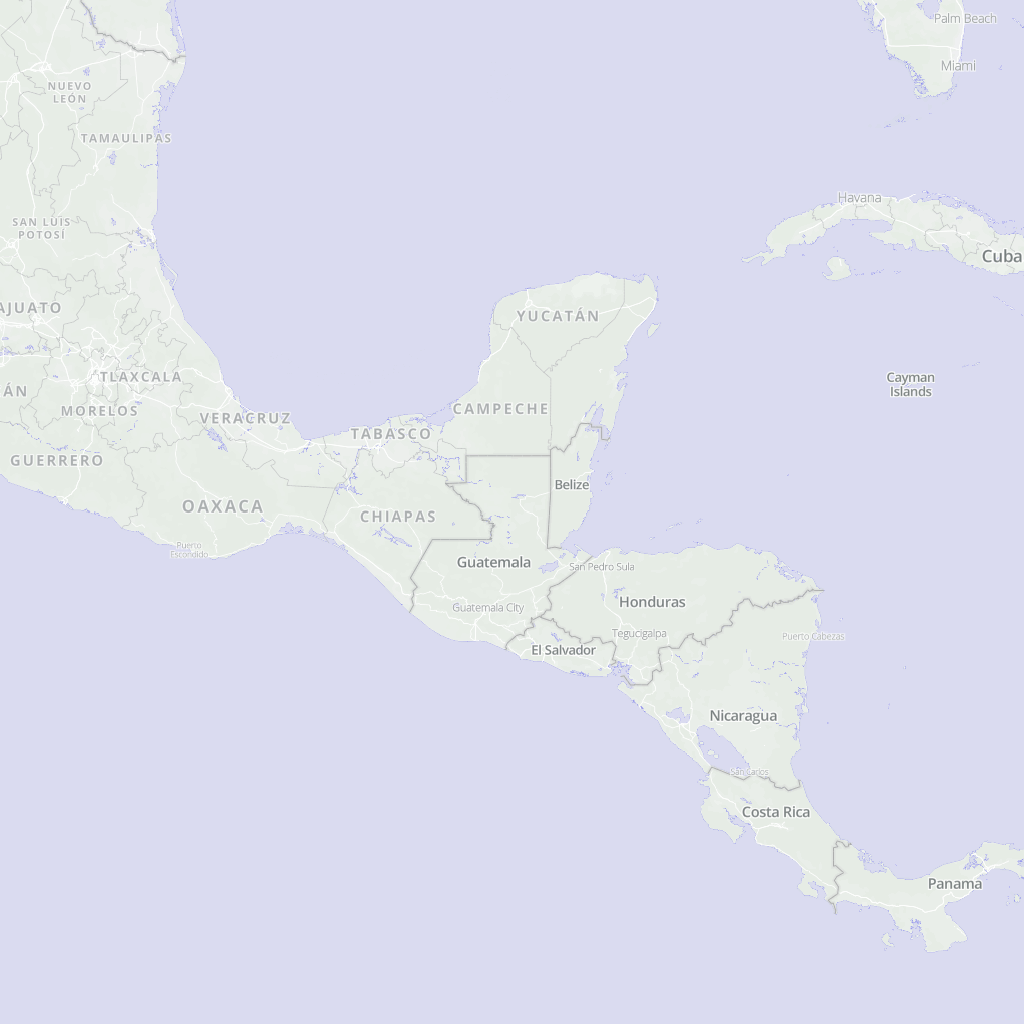 Palm Beach
Miami
NUEVO
LEÓN
TAMAULIPAS
Havana
SAN LUIS
POTOSÍ
Cuba
AJUATO
YUCATÁN
TLAXCALA
Cayman
Islands
ÁN
MORELOS
CAMPECHE
VERACRUZ
TABASCO
GUERRERO
Belize
OAXACA
CHIAPAS
Puerto
Escondido
Guatemala
San Pedro Sula
Honduras
Guatemala City
Tegucigalpa
Puerto Cabezas
El Salvador
Nicaragua
San Carlos
Costa Rica
Panama